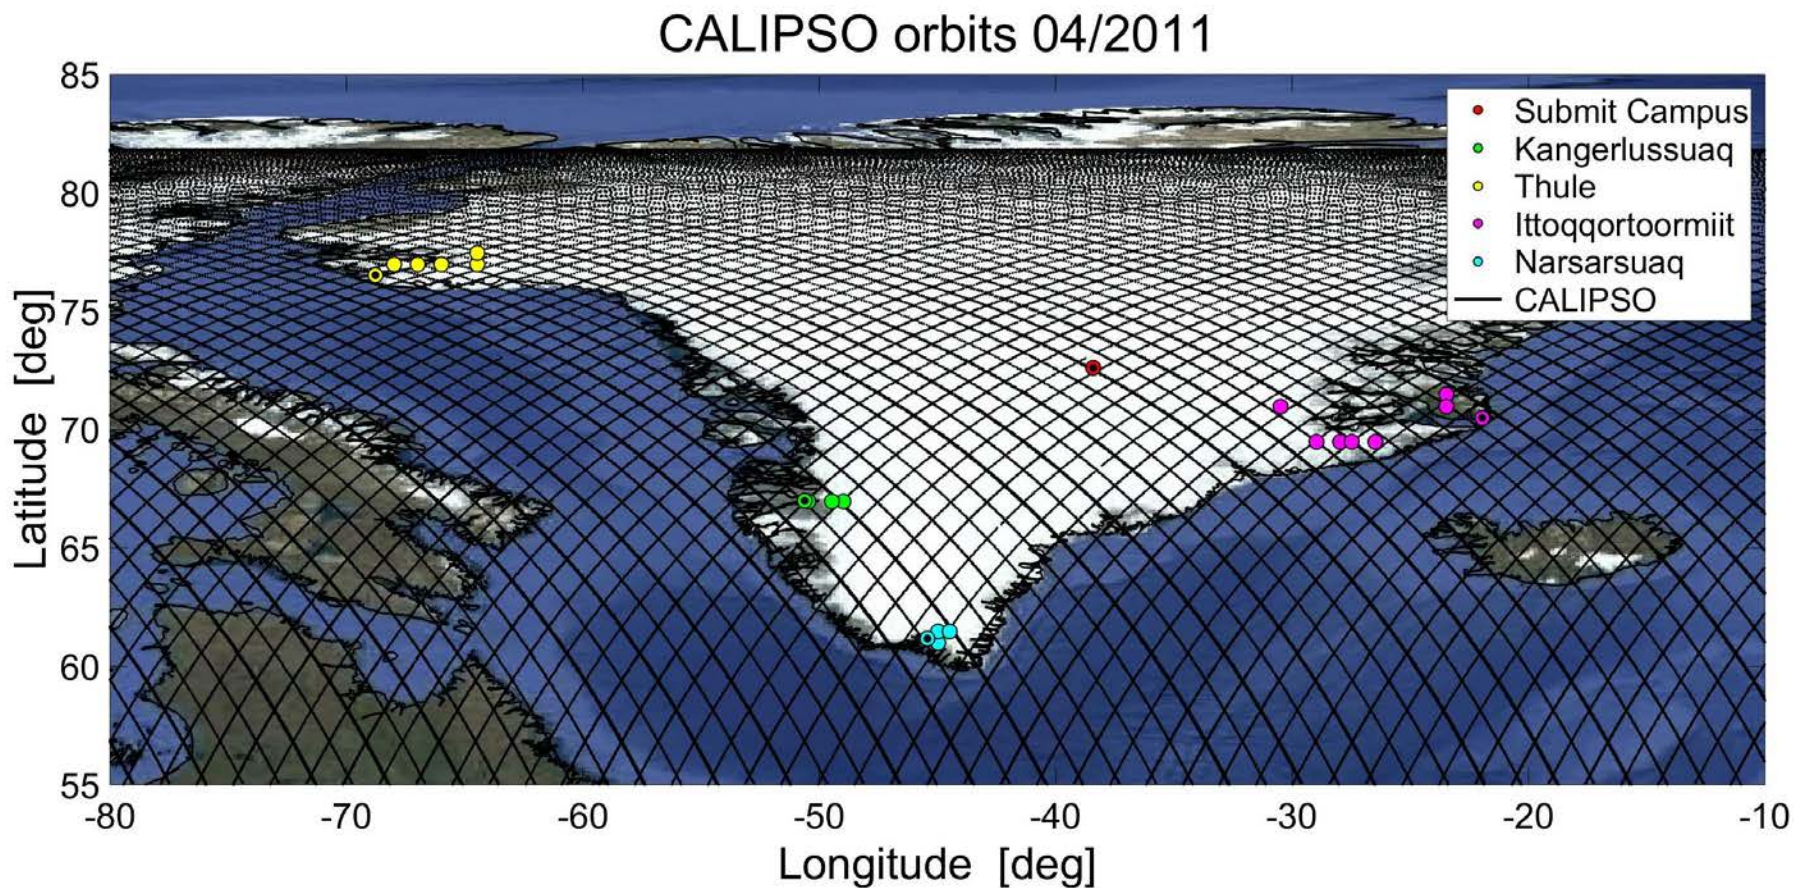 CALIPSO orbits 04/2011
85
80
75
70
65
60
55
Latitude [deg]
Submit Campus
Kangerlussuaq
Thule
Ittoqqortoormiit
Narsarsuaq
CALIPSO
-80 -70 -60 -50 -40 -30 -20 -10
Longitude [deg]